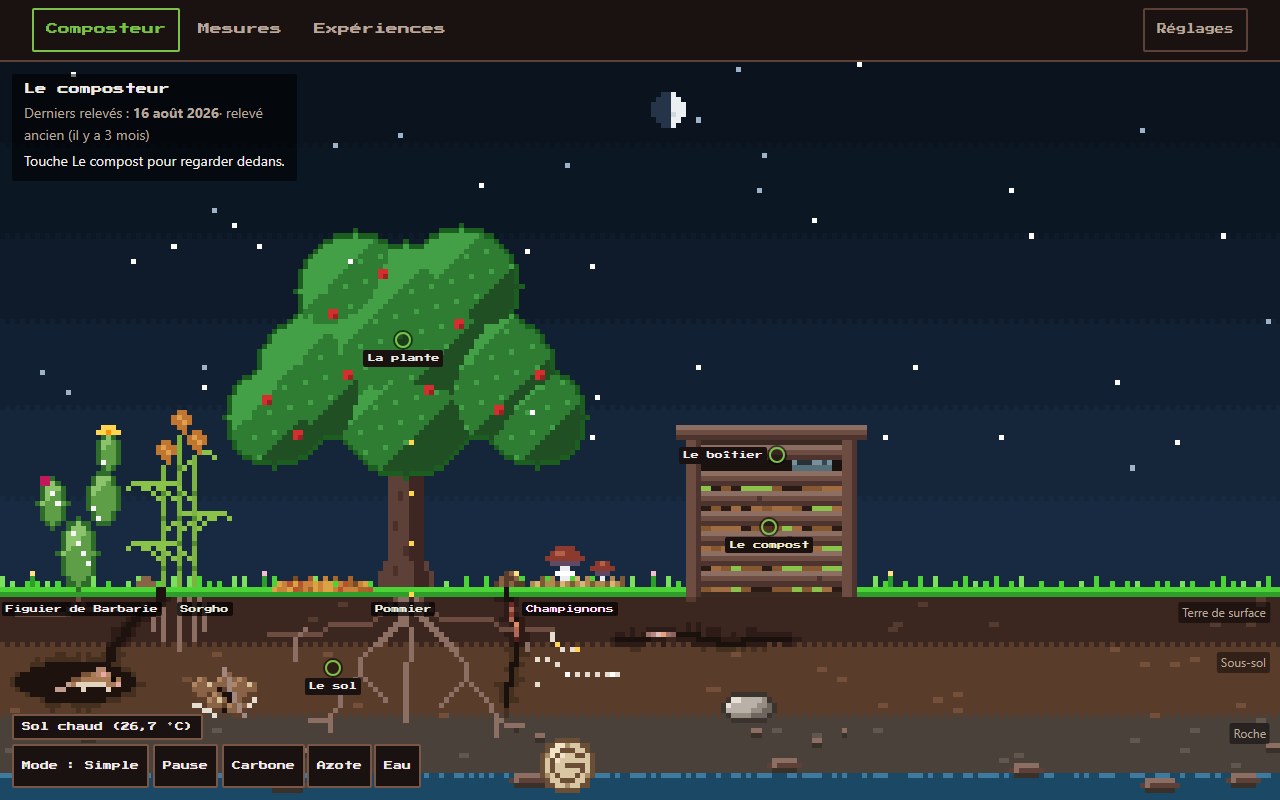 Composteur
Mesures
Expériences
Réglages
Le composteur
Derniers relevés : 16 août 2026· relevé
ancien (il y a 3 mois)
Touche Le compost pour regarder dedans.
La plante
Le boîtier
Le compost
Figuier de Barbarie
Sorgho
Pommier
Champignons
Terre de surface
Sous-sol
Le sol
Sol chaud (26,7 °C)
Roche
Mode : Simple
Pause
Carbone
Azote
Eau